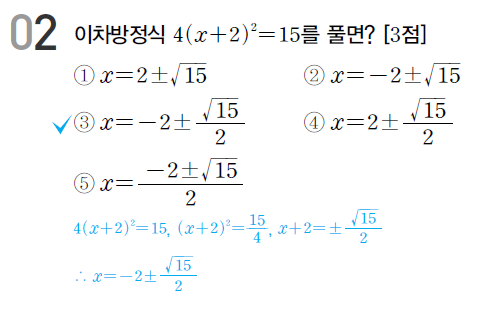 02 이차방정식 4(x+2)²=15를 풀면? [3점]
① x=2±√15 ② x=-2±√15
③ x=-2±√15/2 ④ x=2±√15/2
⑤ x=(-2±√15)/2
4(x+2)²=15, (x+2)²=15/4, x+2=±√15/2
∴ x=-2±√15/2